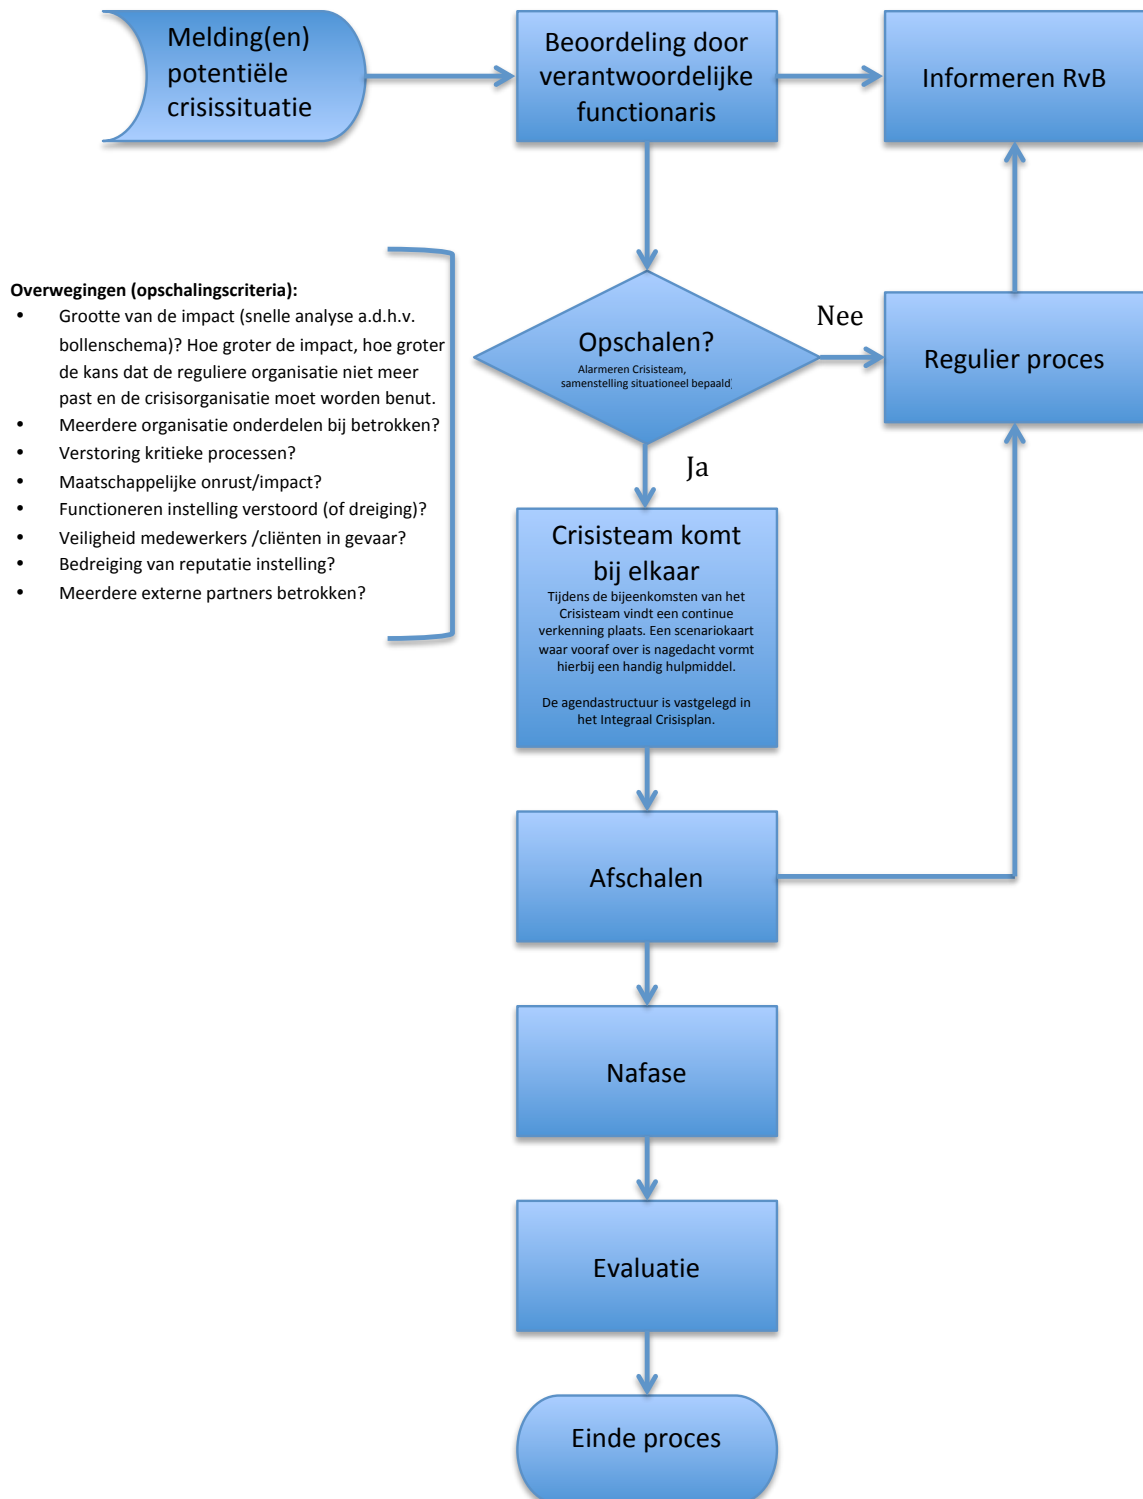 Melding(en)
potentiële
crisissituatie
Beoordeling door
verantwoordelijke
functionaris
Informeren RvB
Overwegingen (opschalingscriteria):
• Grootte van de impact (snelle analyse a.d.h.v.
bollenschema)? Hoe groter de impact, hoe groter
de kans dat de reguliere organisatie niet meer
past en de crisisorganisatie moet worden benut.
• Meerdere organisatie onderdelen bij betrokken?
• Verstoring kritieke processen?
• Maatschappelijke onrust/impact?
• Functioneren instelling verstoord (of dreiging)?
• Veiligheid medewerkers /cliënten in gevaar?
• Bedreiging van reputatie instelling?
• Meerdere externe partners betrokken?
Opschalen?
Alarmeren Crisisteam,
samenstelling situationeel bepaald)
Nee
Regulier proces
Ja
Crisisteam komt
bij elkaar
Tijdens de bijeenkomsten van het
Crisisteam vindt een continue
verkenning plaats. Een scenariokaart
waar vooraf over is nagedacht vormt
hierbij een handig hulpmiddel.
De agendastructuur is vastgelegd in
het Integraal Crisisplan.
Afschalen
Nafase
Evaluatie
Einde proces